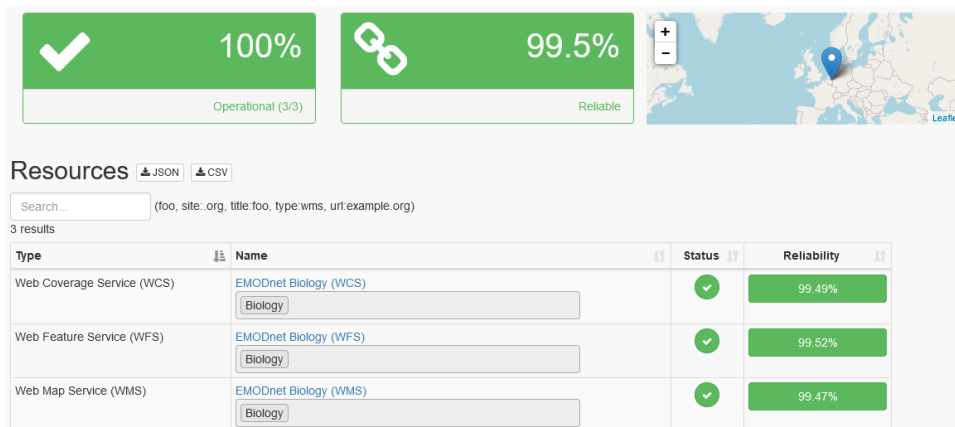 100%
Operational (3/3)
99.5%
Reliable
+
−
Resources JSON CSV
Search... (foo, site:.org, title:foo, type:wms, url:example.org)
3 results
Type Name Status Reliability
Web Coverage Service (WCS) EMODnet Biology (WCS) 99.49%
Biology
Web Feature Service (WFS) EMODnet Biology (WFS) 99.52%
Biology
Web Map Service (WMS) EMODnet Biology (WMS) 99.47%
Biology